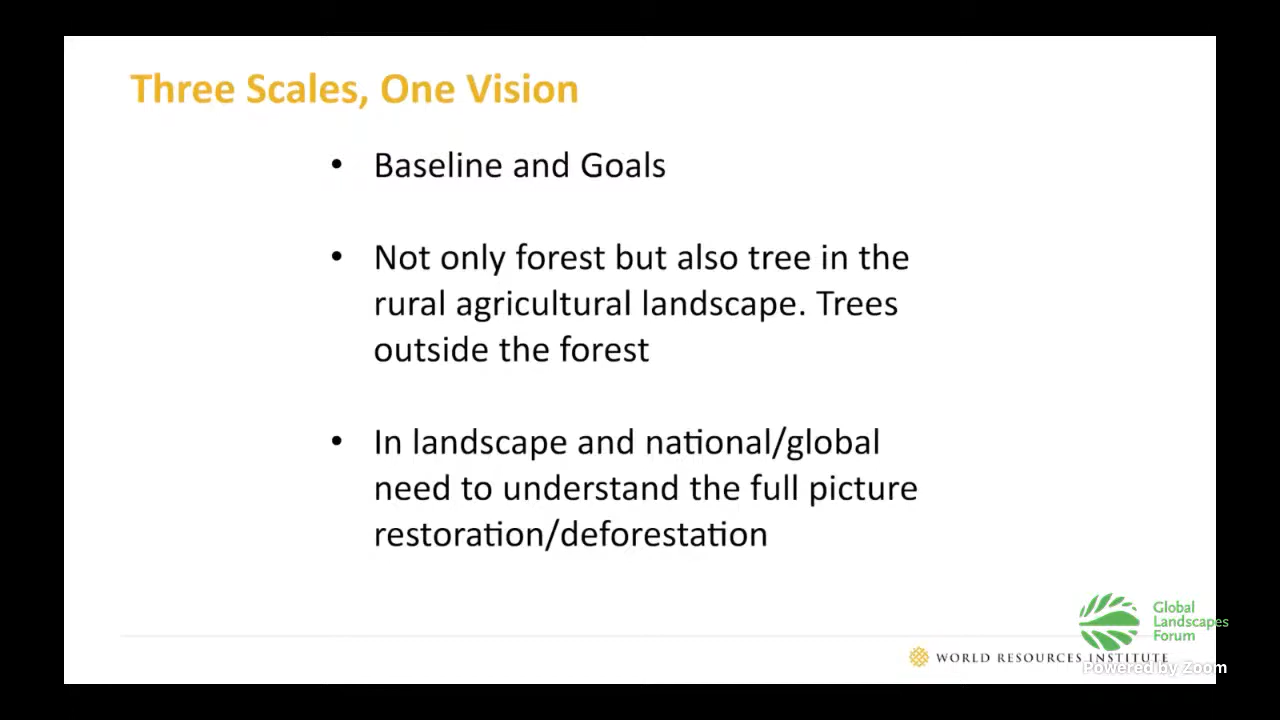 Three Scales, One Vision
• Baseline and Goals
• Not only forest but also tree in the
rural agricultural landscape. Trees
outside the forest
• In landscape and national/global
need to understand the full picture
restoration/deforestation
Global
Landscapes
Forum
WORLD RESOURCES INSTITUTE
Powered by Zoom